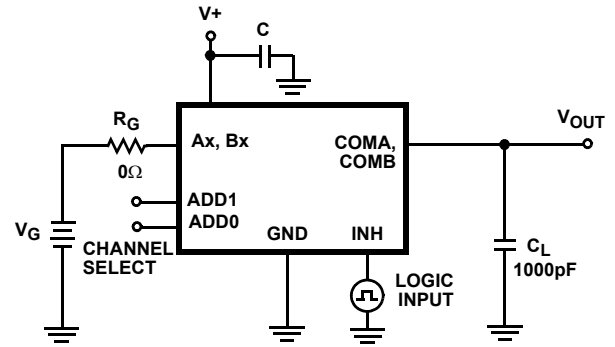 V+
C
RG
0Ω
Ax, Bx
COMA,
COMB
VOUT
ADD1
ADD0
VG
CHANNEL
SELECT
GND
INH
LOGIC
INPUT
CL
1000pF